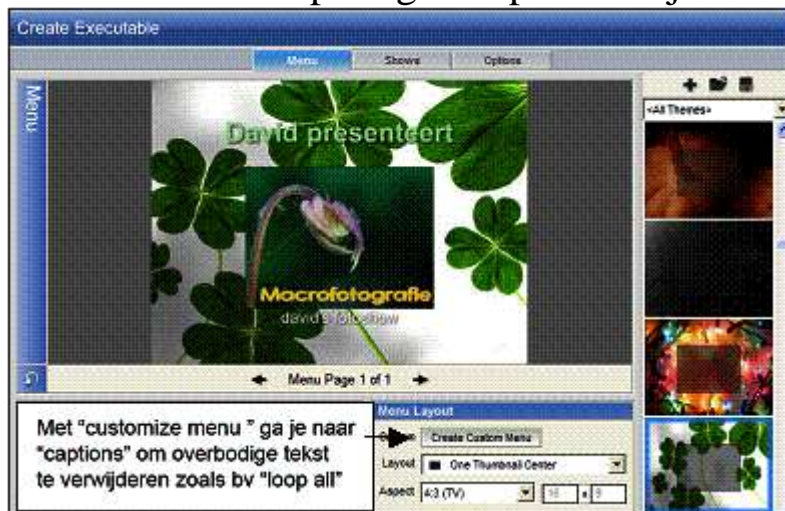 Create Executable
Menu Shows Options
Menu
<All Themes>
David presenteert
Macrofotografie
david's fotoshow
Menu Page 1 of 1
Menu Layout
Met “customize menu ” ga je naar
“captions” om overbodige tekst
te verwijderen zoals bv “loop all”
Create Custom Menu
Layout One Thumbnail Center
Aspect 4:3 (TV) 16 x 9